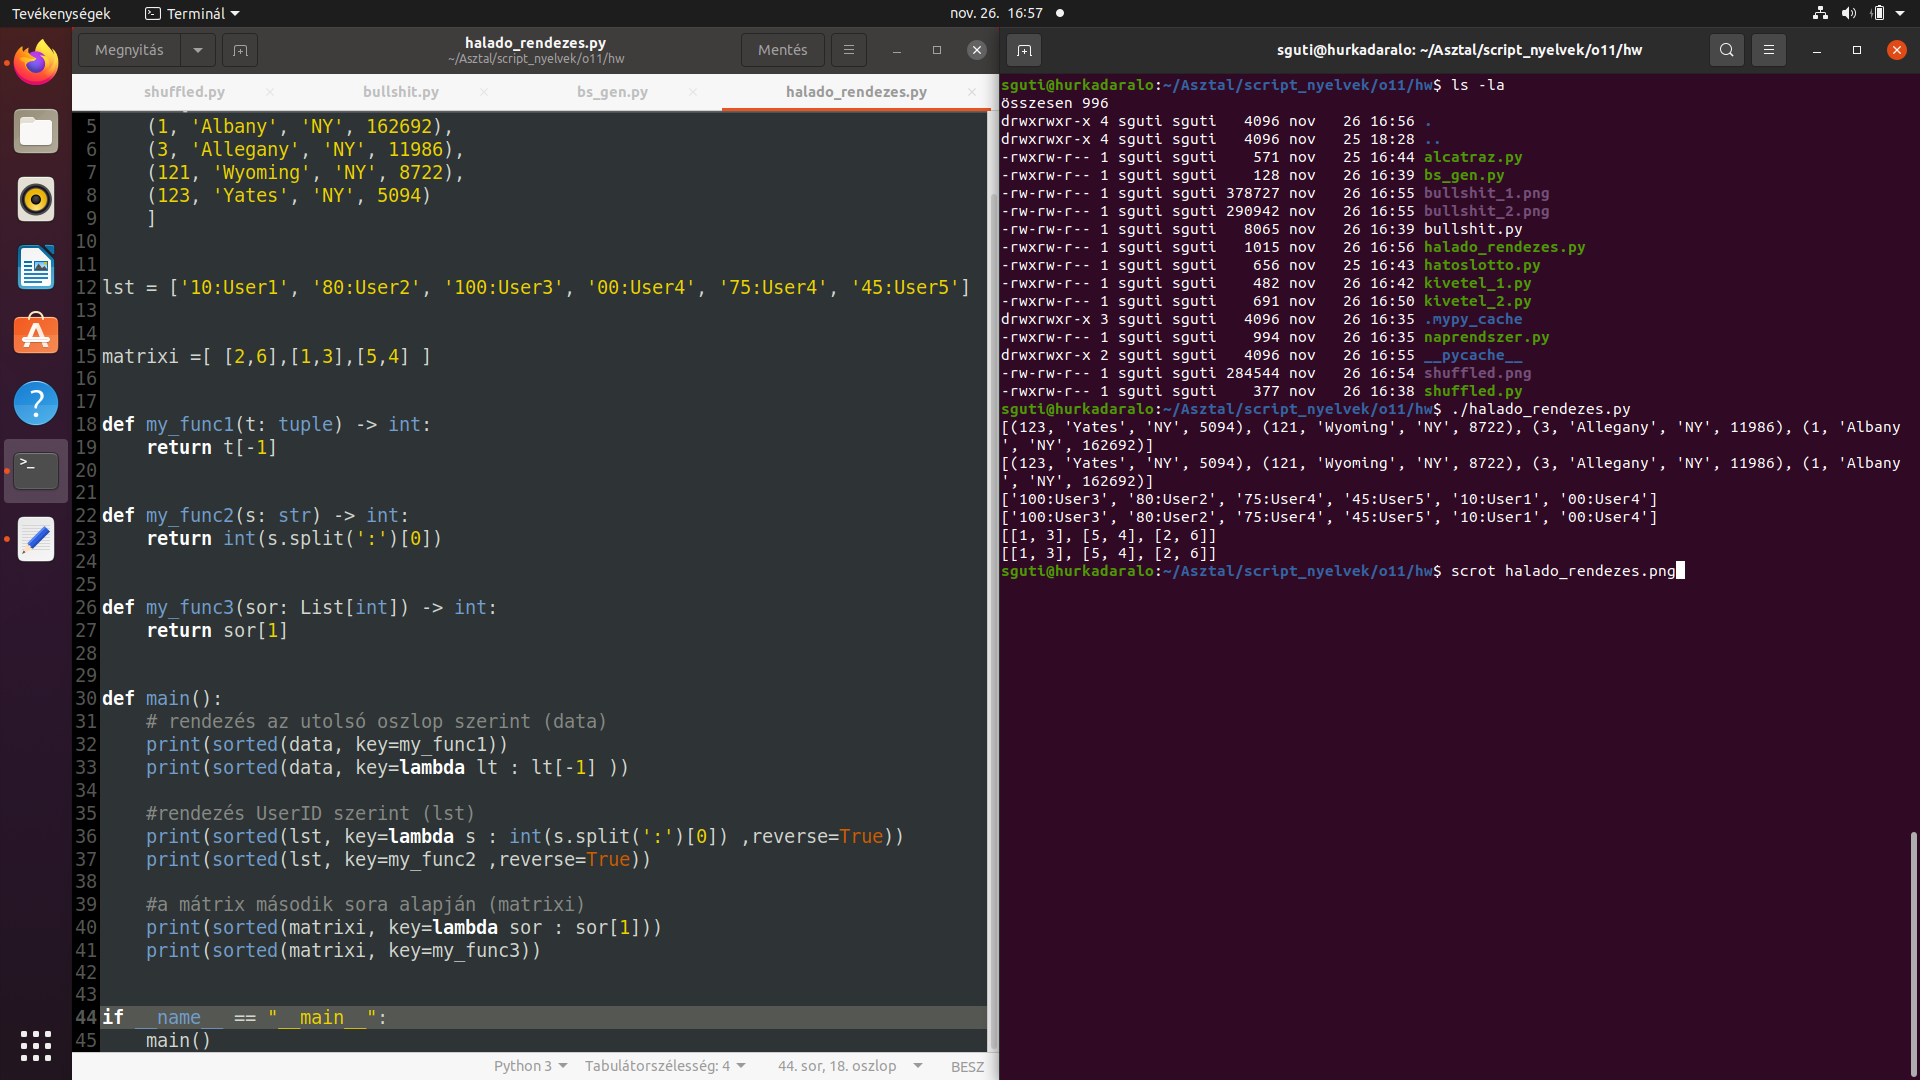 Tevékenységek
Terminál
nov. 26. 16:57
Megnyitás
halado_rendezes.py
~/Asztal/script_nyelvek/o11/hw
Mentés
shuffled.py
bullshit.py
bs_gen.py
halado_rendezes.py
5     (1, 'Albany', 'NY', 162692),
6     (3, 'Allegany', 'NY', 11986),
7     (121, 'Wyoming', 'NY', 8722),
8     (123, 'Yates', 'NY', 5094)
9     ]
10
11
12 lst = ['10:User1', '80:User2', '100:User3', '00:User4', '75:User4', '45:User5']
13
14
15 matrixi =[ [2,6],[1,3],[5,4] ]
16
17
18 def my_func1(t: tuple) -> int:
19     return t[-1]
20
21
22 def my_func2(s: str) -> int:
23     return int(s.split(':')[0])
24
25
26 def my_func3(sor: List[int]) -> int:
27     return sor[1]
28
29
30 def main():
31     # rendezés az utolsó oszlop szerint (data)
32     print(sorted(data, key=my_func1))
33     print(sorted(data, key=lambda lt : lt[-1] ))
34
35     #rendezés UserID szerint (lst)
36     print(sorted(lst, key=lambda s : int(s.split(':')[0]) ,reverse=True))
37     print(sorted(lst, key=my_func2 ,reverse=True))
38
39     #a mátrix második sora alapján (matrixi)
40     print(sorted(matrixi, key=lambda sor : sor[1]))
41     print(sorted(matrixi, key=my_func3))
42
43
44 if __name__ == "__main__":
45     main()
Python 3
Tabulátorszélesség: 4
44. sor, 18. oszlop
BESZ
sguti@hurkadaralo: ~/Asztal/script_nyelvek/o11/hw
sguti@hurkadaralo:~/Asztal/script_nyelvek/o11/hw$ ls -la
összesen 996
drwxrwxr-x 4 sguti sguti   4096 nov   26 16:56 .
drwxrwxr-x 4 sguti sguti   4096 nov   25 18:28 ..
-rwxrw-r-- 1 sguti sguti    571 nov   25 16:44 alcatraz.py
-rwxrw-r-- 1 sguti sguti    128 nov   26 16:39 bs_gen.py
-rw-rw-r-- 1 sguti sguti 378727 nov   26 16:55 bullshit_1.png
-rw-rw-r-- 1 sguti sguti 290942 nov   26 16:55 bullshit_2.png
-rw-rw-r-- 1 sguti sguti   8065 nov   26 16:39 bullshit.py
-rwxrw-r-- 1 sguti sguti   1015 nov   26 16:56 halado_rendezes.py
-rwxrw-r-- 1 sguti sguti    656 nov   25 16:43 hatoslotto.py
-rwxrw-r-- 1 sguti sguti    482 nov   26 16:42 kivetel_1.py
-rwxrw-r-- 1 sguti sguti    691 nov   26 16:50 kivetel_2.py
drwxrwxr-x 3 sguti sguti   4096 nov   26 16:35 .mypy_cache
-rwxrw-r-- 1 sguti sguti    994 nov   26 16:35 naprendszer.py
drwxrwxr-x 2 sguti sguti   4096 nov   26 16:55 __pycache__
-rw-rw-r-- 1 sguti sguti 284544 nov   26 16:54 shuffled.png
-rwxrw-r-- 1 sguti sguti    377 nov   26 16:38 shuffled.py
sguti@hurkadaralo:~/Asztal/script_nyelvek/o11/hw$ ./halado_rendezes.py
[(123, 'Yates', 'NY', 5094), (121, 'Wyoming', 'NY', 8722), (3, 'Allegany', 'NY', 11986), (1, 'Albany
', 'NY', 162692)]
[(123, 'Yates', 'NY', 5094), (121, 'Wyoming', 'NY', 8722), (3, 'Allegany', 'NY', 11986), (1, 'Albany
', 'NY', 162692)]
['100:User3', '80:User2', '75:User4', '45:User5', '10:User1', '00:User4']
['100:User3', '80:User2', '75:User4', '45:User5', '10:User1', '00:User4']
[[1, 3], [5, 4], [2, 6]]
[[1, 3], [5, 4], [2, 6]]
sguti@hurkadaralo:~/Asztal/script_nyelvek/o11/hw$ scrot halado_rendezes.png